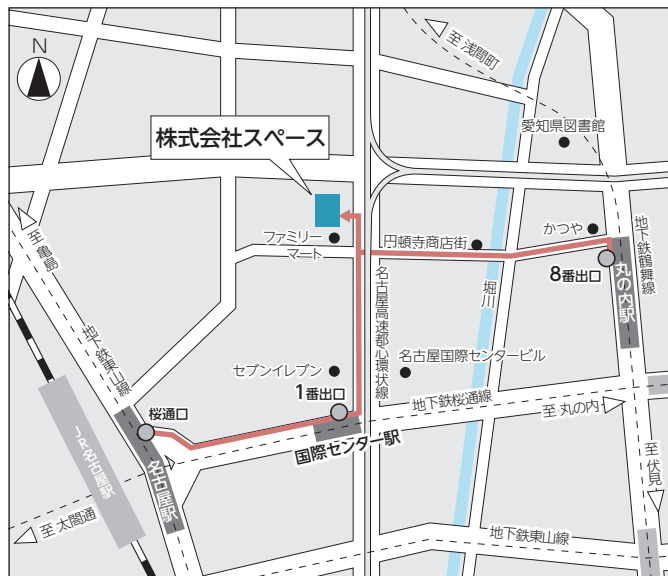 N
至 浅間町
愛知県図書館
株式会社スペース
至 亀島
ファミリー
マート
円頓寺商店街
かつや
地下鉄鶴舞線
8番出口
丸の内駅
名古屋高速都心環状線
堀川
地下鉄東山線
セブンイレブン
名古屋国際センタービル
1番出口
桜通口
地下鉄桜通線
至 丸の内
JR名古屋駅
名古屋駅
国際センター駅
至 伏見
至 太閤通
地下鉄東山線